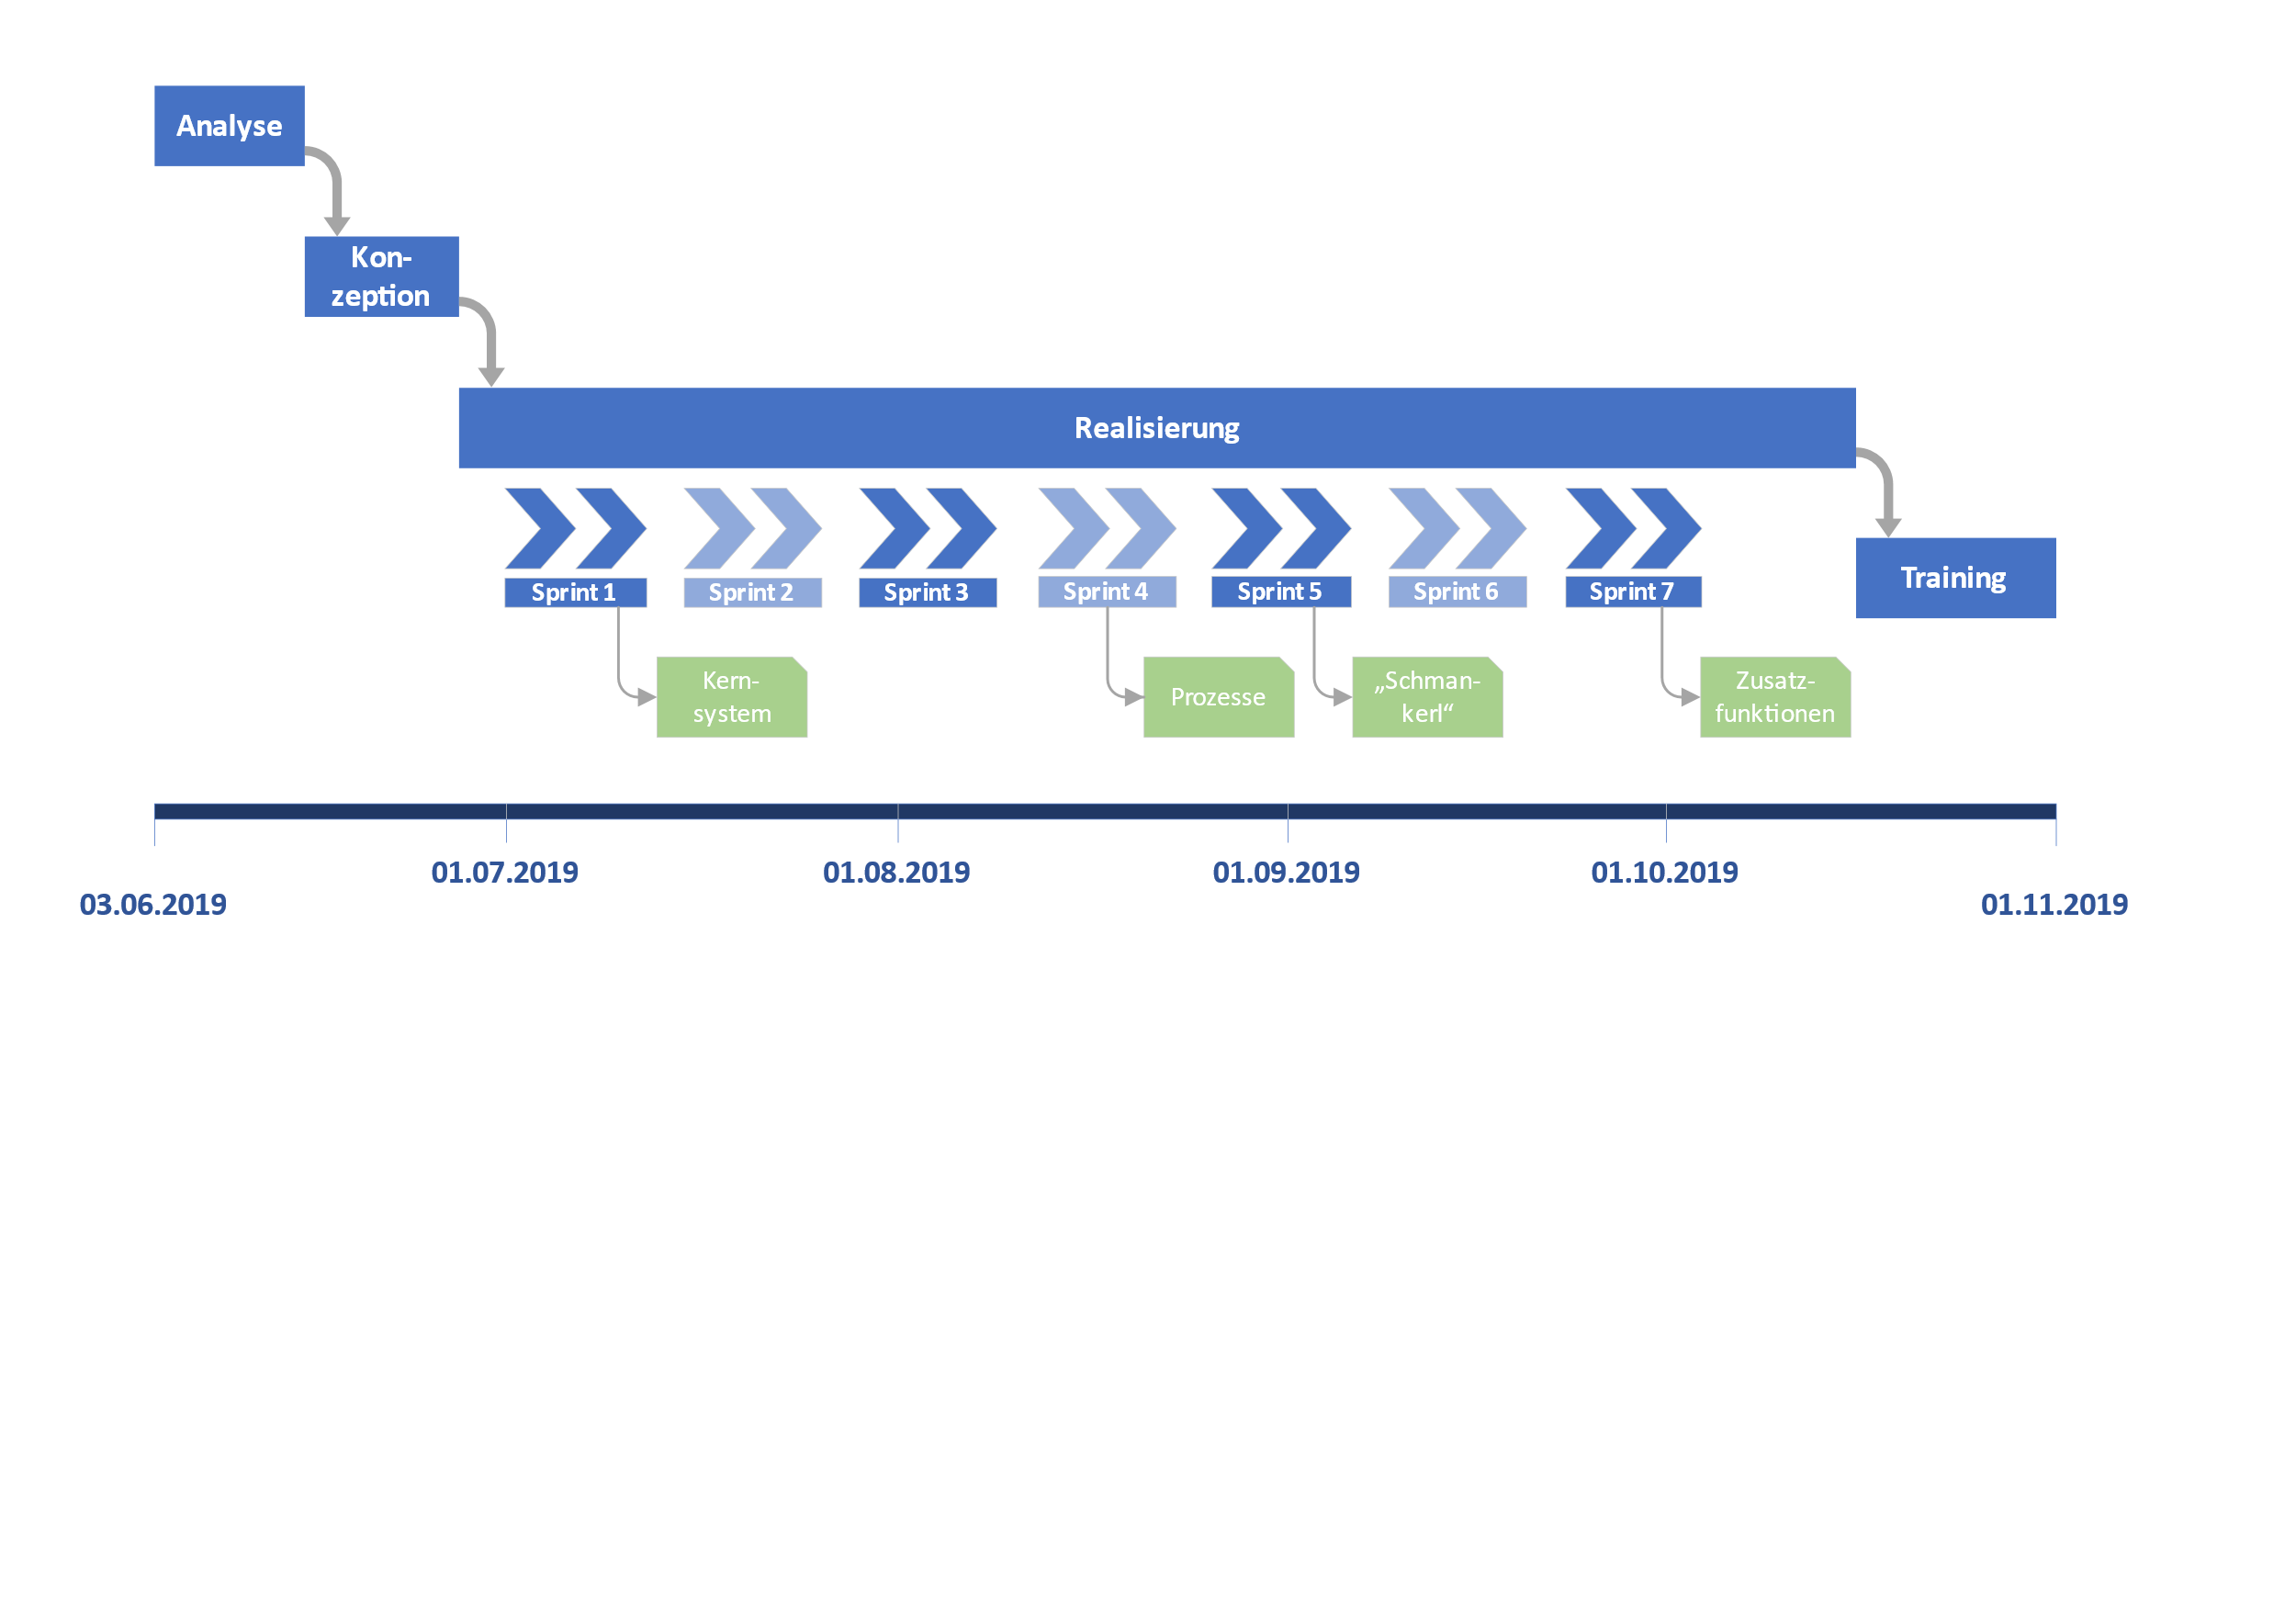 Analyse
Kon-
zeption
Realisierung
Sprint 1
Sprint 2
Sprint 3
Sprint 4
Sprint 5
Sprint 6
Sprint 7
Training
Kern-
system
Prozesse
„Schman-
kerl“
Zusatz-
funktionen
03.06.2019
01.07.2019
01.08.2019
01.09.2019
01.10.2019
01.11.2019